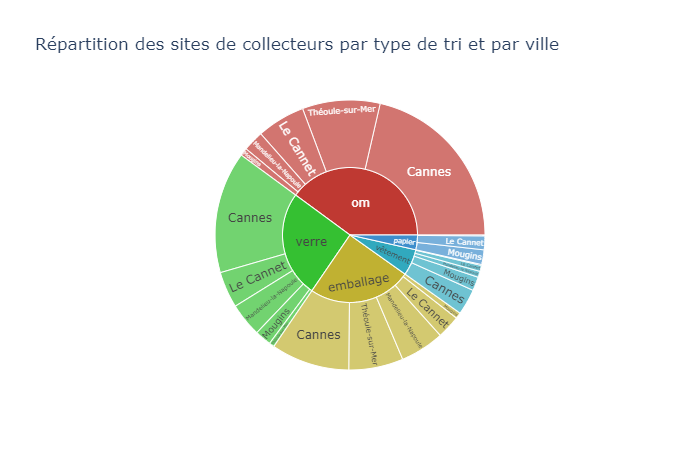 Répartition des sites de collecteurs par type de tri et par ville
om
Cannes
Théoule-sur-Mer
Le Cannet
Mandelieu-la-Napoule
Mougins
verre
Cannes
Le Cannet
Mandelieu-la-Napoule
Mougins
emballage
Cannes
Théoule-sur-Mer
Mandelieu-la-Napoule
Le Cannet
vêtement
Cannes
Mougins
papier
Mougins
Le Cannet